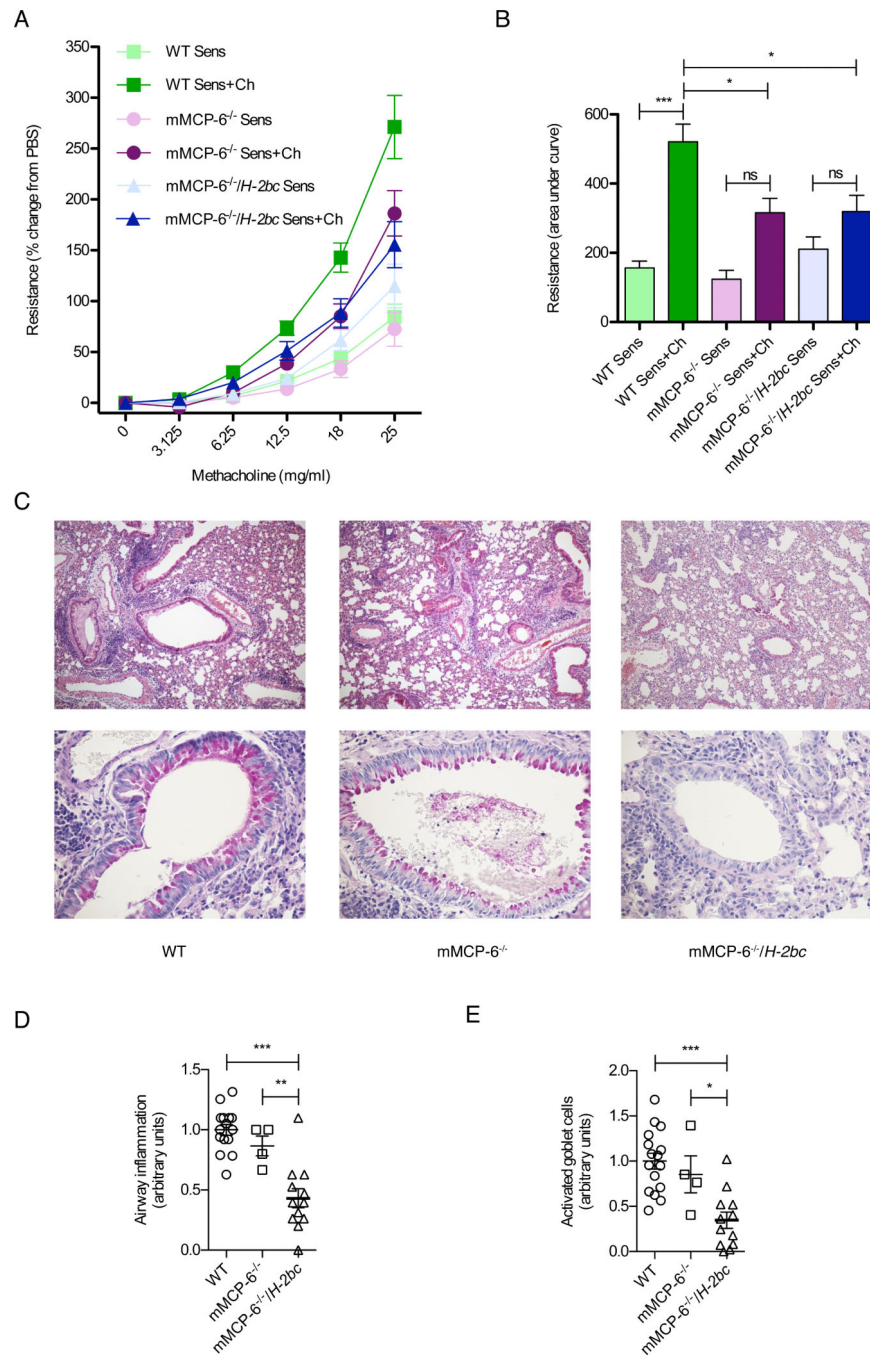 A
WT Sens
WT Sens+Ch
mMCP-6-/- Sens
mMCP-6-/- Sens+Ch
mMCP-6-/-/H-2bc Sens
mMCP-6-/-/H-2bc Sens+Ch
Resistance (% change from PBS)
350
300
250
200
150
100
50
0
0
3.125
6.25
12.5
18
25
Methacholine (mg/ml)
B
*
*
***
ns
ns
Resistance (area under curve)
600
400
200
0
WT Sens
WT Sens+Ch
mMCP-6-/- Sens
mMCP-6-/- Sens+Ch
mMCP-6-/-/H-2bc Sens
mMCP-6-/-/H-2bc Sens+Ch
C
WT
mMCP-6-/-
mMCP-6-/-/H-2bc
D
***
**
Airway inflammation
(arbitrary units)
1.5
1.0
0.5
0.0
WT
mMCP-6-/-
mMCP-6-/-/H-2bc
E
***
*
Activated goblet cells
(arbitrary units)
2.0
1.5
1.0
0.5
0.0
WT
mMCP-6-/-
mMCP-6-/-/H-2bc